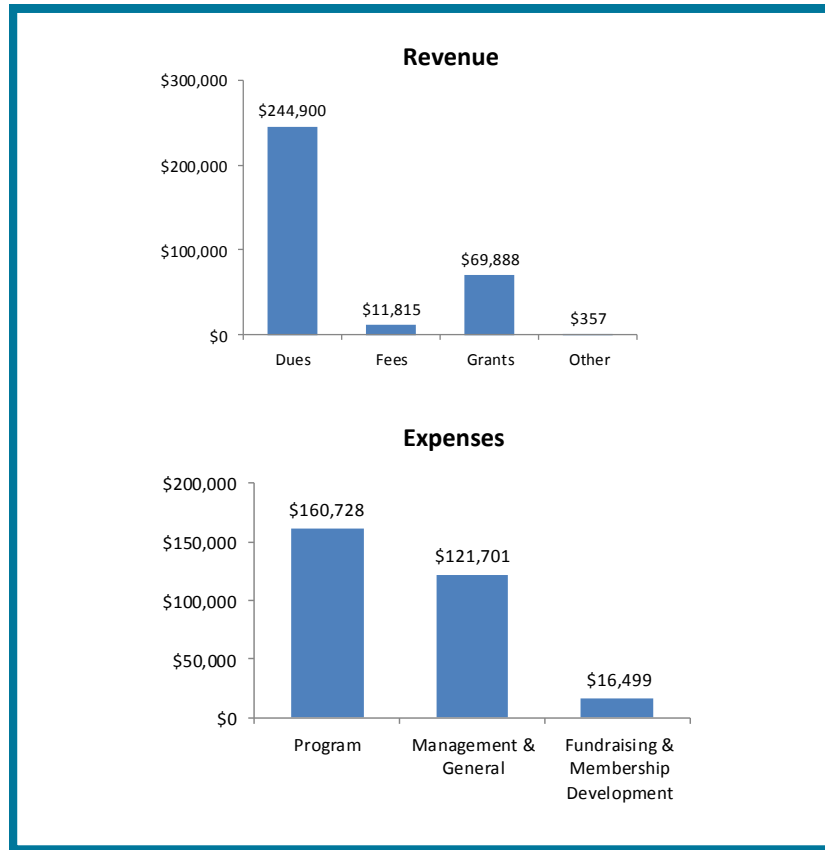 Revenue
$300,000
$244,900
$200,000
$100,000
$69,888
$11,815
$357
$0
Dues Fees Grants Other
Expenses
$200,000
$160,728
$150,000
$121,701
$100,000
$50,000
$16,499
$0
Program Management & Fundraising &
General Membership
Development